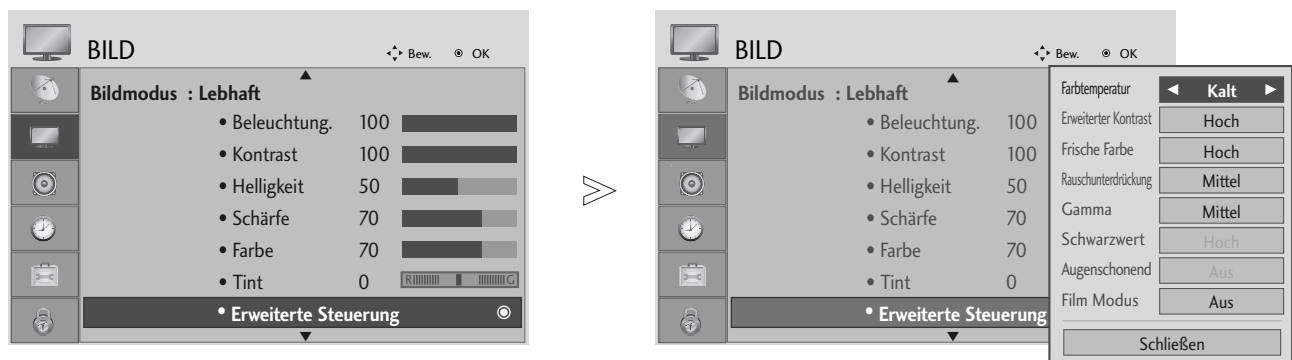 BILD
Bew. OK
Bildmodus : Lebhaft
• Beleuchtung. 100
• Kontrast 100
• Helligkeit 50
• Schärfe 70
• Farbe 70
• Tint 0 R G
• Erweiterte Steuerung
BILD
Bew. OK
Bildmodus : Lebhaft
• Beleuchtung. 100
• Kontrast 100
• Helligkeit 50
• Schärfe 70
• Farbe 70
• Tint 0
• Erweiterte Steuerung
Farbtemperatur ◄ Kalt ►
Erweiterter Kontrast Hoch
Frische Farbe Hoch
Rauschunterdrückung Mittel
Gamma Mittel
Schwarzwert Hoch
Augenschonend Aus
Film Modus Aus
Schließen